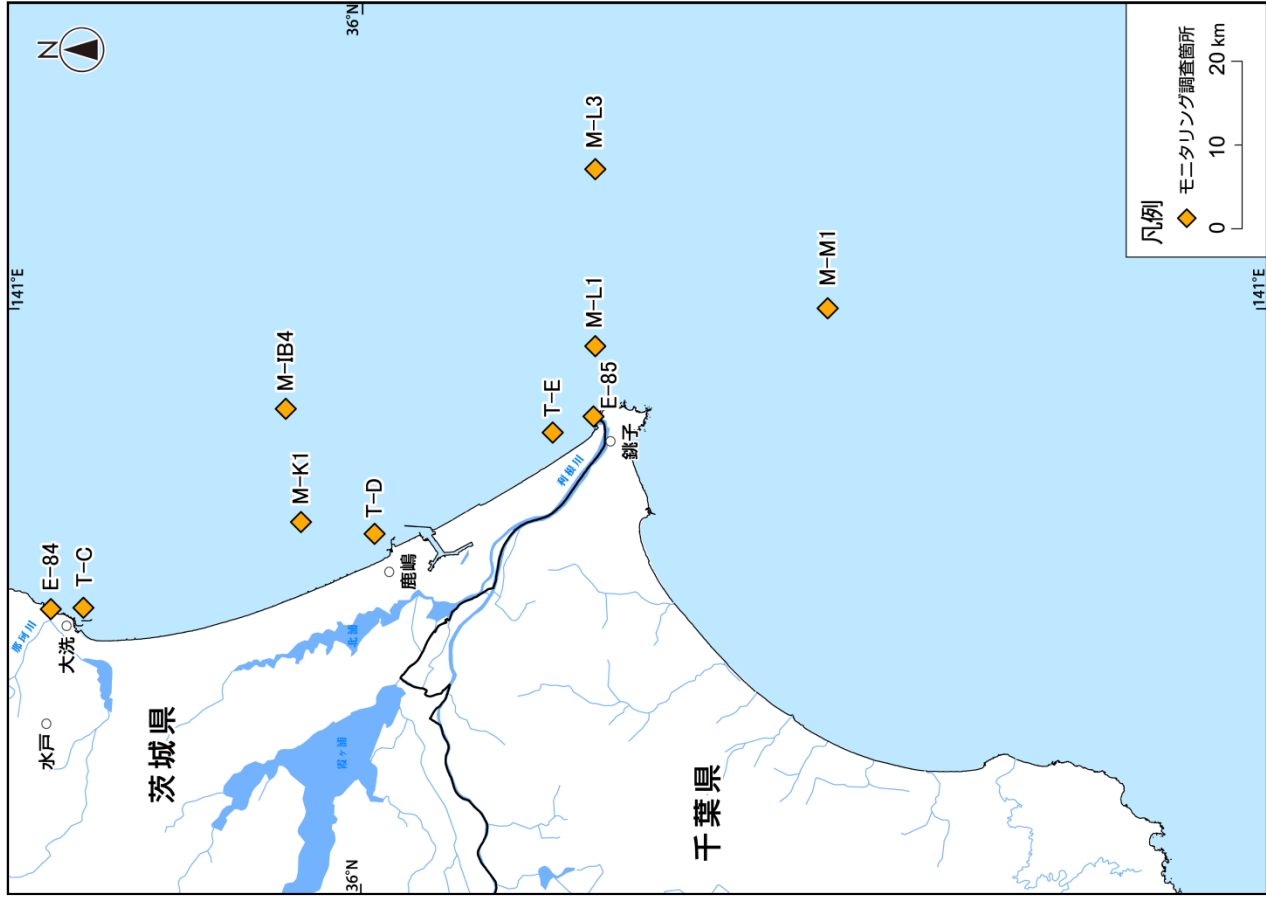 N
141°E
36°N
E-84
T-C
那珂川
大洗
水戸
茨城県
M-IB4
M-K1
T-D
鹿嶋
北浦
霞ヶ浦
36°N
T-E
利根川
E-85
銚子
M-L1
M-L3
千葉県
M-M1
141°E
凡例
モニタリング調査箇所
0 10 20 km